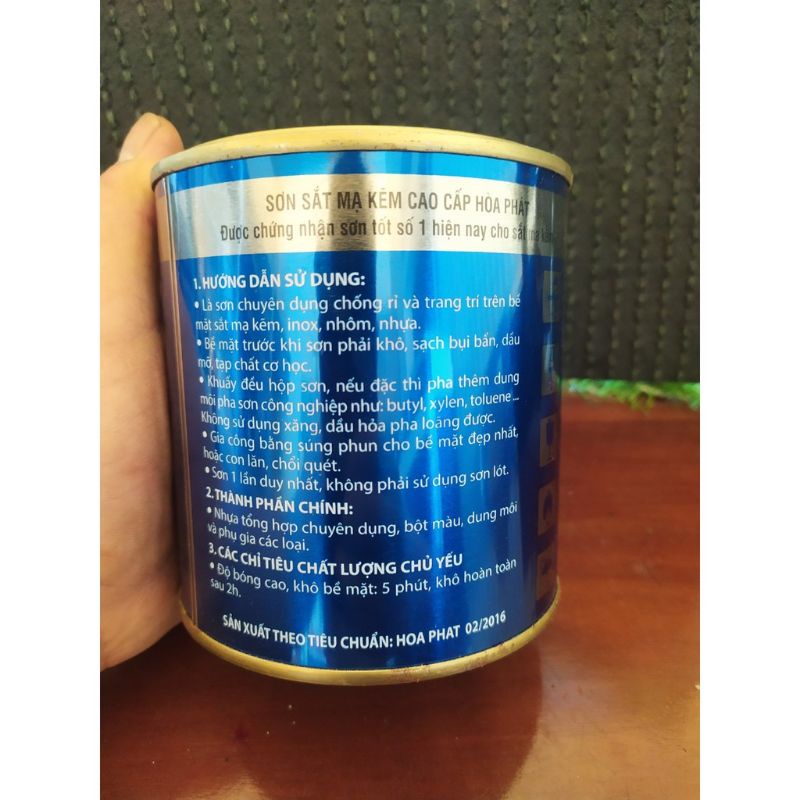 SƠN SẮT MẠ KẼM CAO CẤP HÒA PHÁT
Được chứng nhận sơn tốt số 1 hiện nay cho sắt mạ kẽm
1. HƯỚNG DẪN SỬ DỤNG:
• Là sơn chuyên dụng chống rỉ và trang trí trên bề
mặt sắt mạ kẽm, inox, nhôm, nhựa.
• Bề mặt trước khi sơn phải khô, sạch bụi bẩn, dầu
mỡ, tạp chất cơ học.
• Khuấy đều hộp sơn, nếu đặc thì pha thêm dung
môi pha sơn công nghiệp như: butyl, xylen, toluene...
Không sử dụng xăng, dầu hỏa pha loãng được.
• Gia công bằng súng phun cho bề mặt đẹp nhất,
hoặc con lăn, chổi quét.
• Sơn 1 lần duy nhất, không phải sử dụng sơn lót.
2. THÀNH PHẦN CHÍNH:
• Nhựa tổng hợp chuyên dụng, bột màu, dung môi
và phụ gia các loại.
3. CÁC CHỈ TIÊU CHẤT LƯỢNG CHỦ YẾU
• Độ bóng cao, khô bề mặt: 5 phút, khô hoàn toàn
sau 2h.
SẢN XUẤT THEO TIÊU CHUẨN: HOA PHAT 02/2016